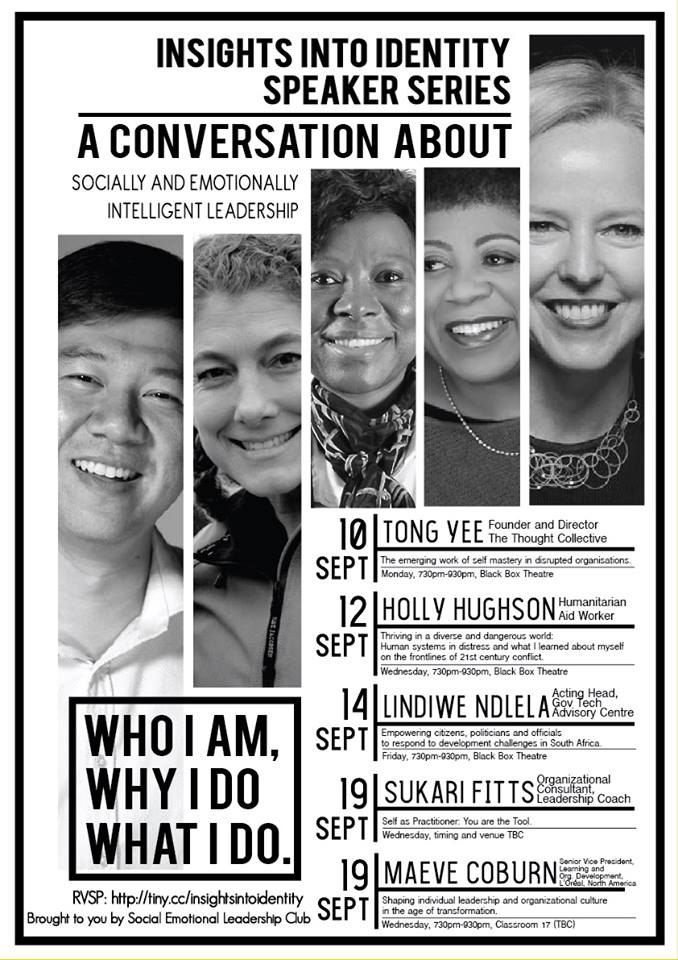 INSIGHTS INTO IDENTITY
SPEAKER SERIES
A CONVERSATION ABOUT
SOCIALLY AND EMOTIONALLY
INTELLIGENT LEADERSHIP
10
SEPT
TONG YEE
Founder and Director
The Thought Collective
The emerging work of self mastery in disrupted organisations.
Monday, 730pm-930pm, Black Box Theatre
12
SEPT
HOLLY HUGHSON
Humanitarian
Aid Worker
Thriving in a diverse and dangerous world:
Human systems in distress and what I learned about myself
on the frontlines of 21st century conflict.
Wednesday, 730pm-930pm, Black Box Theatre
14
SEPT
LINDIWE NDLELA
Acting Head,
Gov Tech
Advisory Centre
Empowering citizens, politicians and officials
to respond to development challenges in South Africa.
Friday, 730pm-930pm, Black Box Theatre
19
SEPT
SUKARI FITTS
Organizational
Consultant,
Leadership Coach
Self as Practitioner: You are the Tool.
Wednesday, timing and venue TBC
19
SEPT
MAEVE COBURN
Senior Vice President,
Learning and
Org. Development,
L'Oréal, North America
Shaping individual leadership and organizational culture
in the age of transformation.
Wednesday, 730pm-930pm, Classroom 17 (TBC)
WHO I AM,
WHY I DO
WHAT I DO.
RVSP: http://tiny.cc/insightsintoidentity
Brought to you by Social Emotional Leadership Club